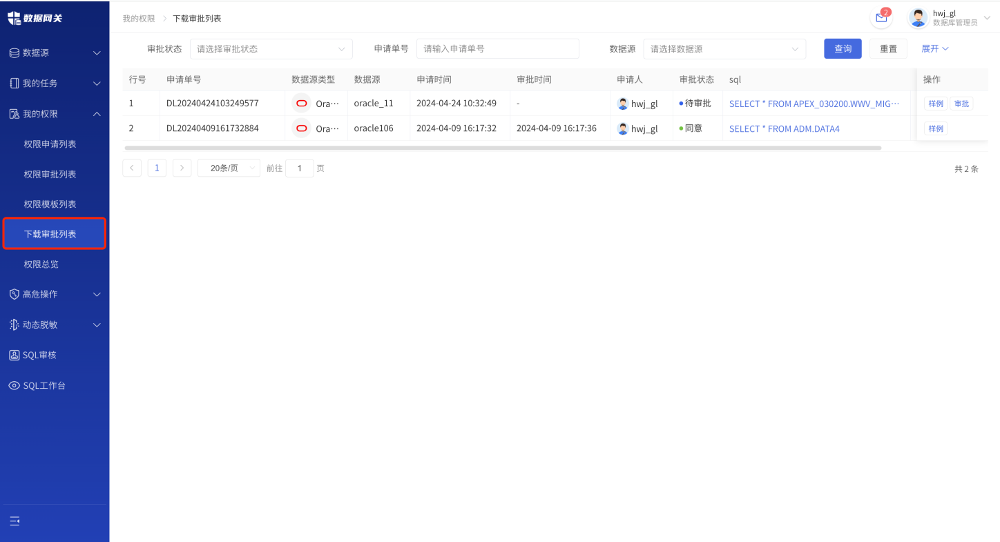 数据网关
我的权限 > 下载审批列表
2
hwj_gl
数据库管理员
数据源
我的任务
我的权限
权限申请列表
权限审批列表
权限模板列表
下载审批列表
权限总览
高危操作
动态脱敏
SQL审核
SQL工作台
审批状态 请选择审批状态 申请单号 请输入申请单号 数据源 请选择数据源 查询 重置 展开
行号 申请单号 数据源类型 数据源 申请时间 审批时间 申请人 审批状态 sql 操作
1 DL20240424103249577 Ora··· oracle_11 2024-04-24 10:32:49 - hwj_gl 待审批 SELECT * FROM APEX_030200.WWV_MIG··· 样例 审批
2 DL20240409161732884 Ora··· oracle106 2024-04-09 16:17:32 2024-04-09 16:17:36 hwj_gl 同意 SELECT * FROM ADM.DATA4 样例
< 1 > 20条/页 前往 1 页 共 2 条